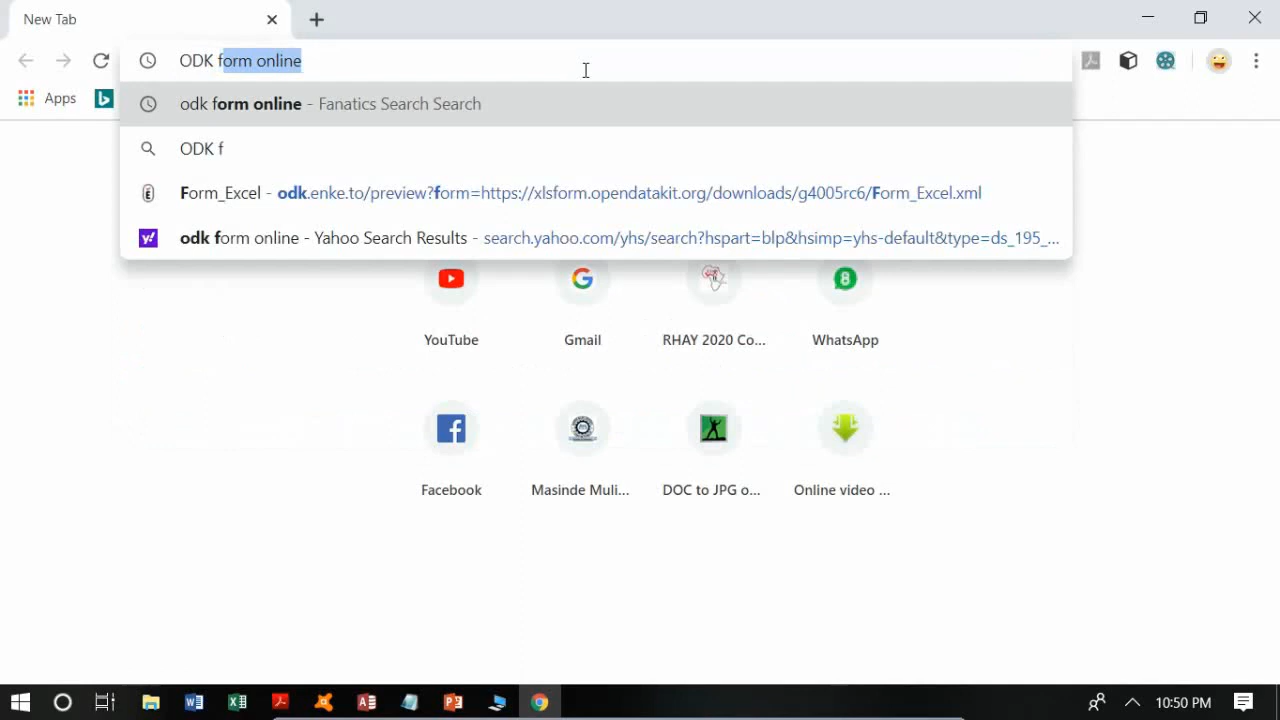 New Tab
ODK form online
Apps
odk form online - Fanatics Search Search
ODK f
Form_Excel - odk.enke.to/preview?form=https://xlsform.opendatakit.org/downloads/g4005rc6/Form_Excel.xml
odk form online - Yahoo Search Results - search.yahoo.com/yhs/search?hspart=blp&hsimp=yhs-default&type=ds_195_...
YouTube
Gmail
RHAY 2020 Co...
WhatsApp
Facebook
Masinde Muli...
DOC to JPG o...
Online video ...
10:50 PM